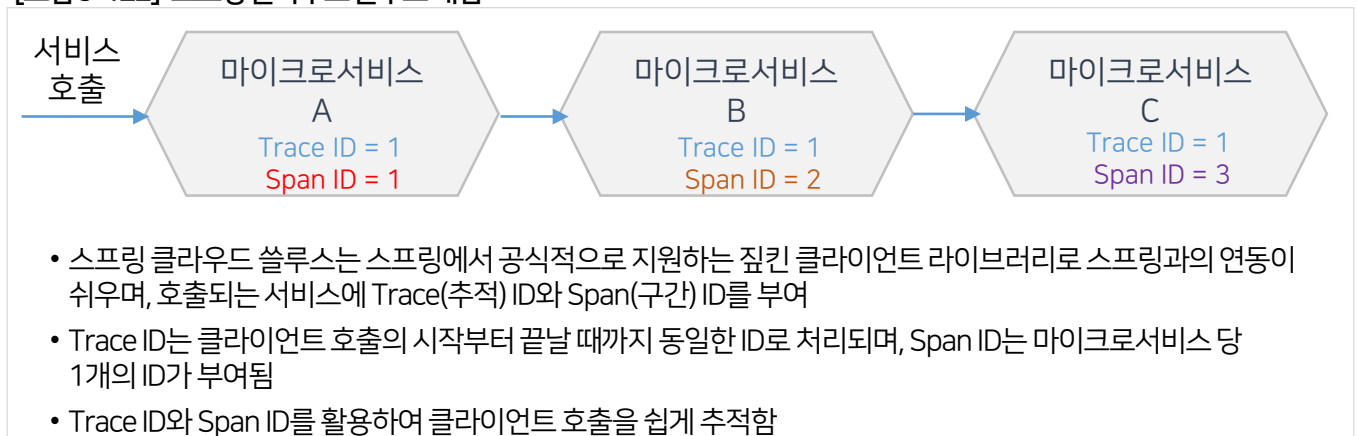 서비스
호출
마이크로서비스
A
Trace ID = 1
Span ID = 1
마이크로서비스
B
Trace ID = 1
Span ID = 2
마이크로서비스
C
Trace ID = 1
Span ID = 3
• 스프링 클라우드 쓸루스는 스프링에서 공식적으로 지원하는 짚킨 클라이언트 라이브러리로 스프링과의 연동이
쉬우며, 호출되는 서비스에 Trace(추적) ID와 Span(구간) ID를 부여
• Trace ID는 클라이언트 호출의 시작부터 끝날 때까지 동일한 ID로 처리되며, Span ID는 마이크로서비스 당
1개의 ID가 부여됨
• Trace ID와 Span ID를 활용하여 클라이언트 호출을 쉽게 추적함